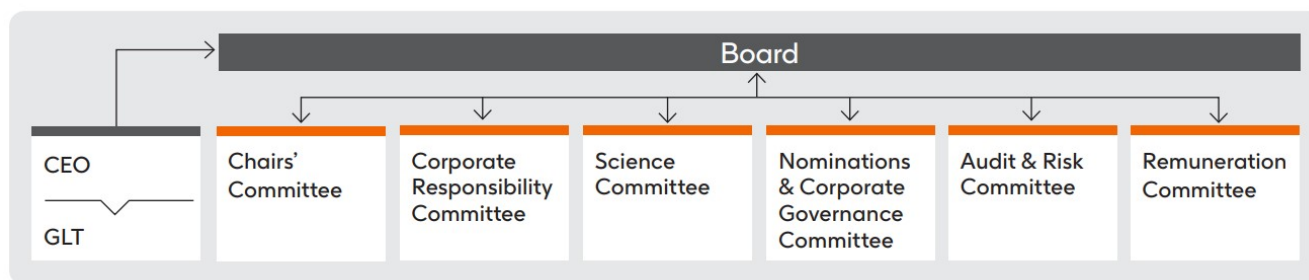 Board
CEO
GLT
Chairs’
Committee
Corporate
Responsibility
Committee
Science
Committee
Nominations
& Corporate
Governance
Committee
Audit & Risk
Committee
Remuneration
Committee